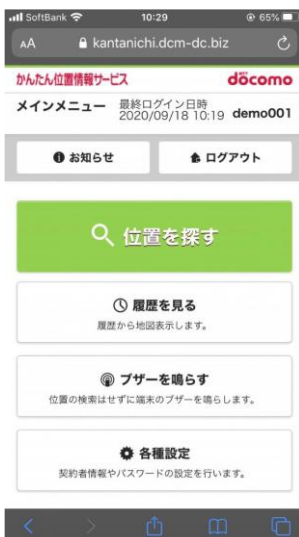 SoftBank 10:29 65%
AA kantanichi.dcm-dc.biz
かんたん位置情報サービス döcomo
メインメニュー 最終ログイン日時 demo001
2020/09/18 10:19
お知らせ ログアウト
位置を探す
履歴を見る
履歴から地図表示します。
ブザーを鳴らす
位置の検索はせずに端末のブザーを鳴らします。
各種設定
契約者情報やパスワードの設定を行います。